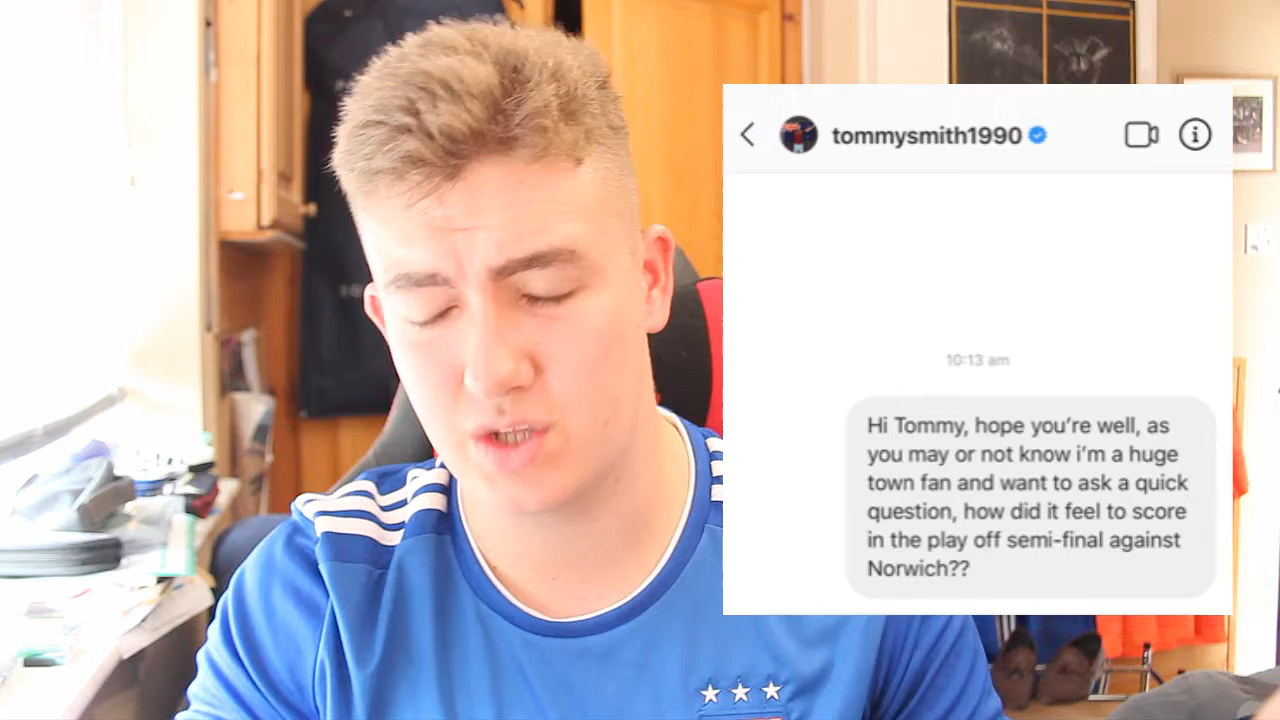 tommysmith1990
10:13 am
Hi Tommy, hope you're well, as
you may or not know i'm a huge
town fan and want to ask a quick
question, how did it feel to score
in the play off semi-final against
Norwich??